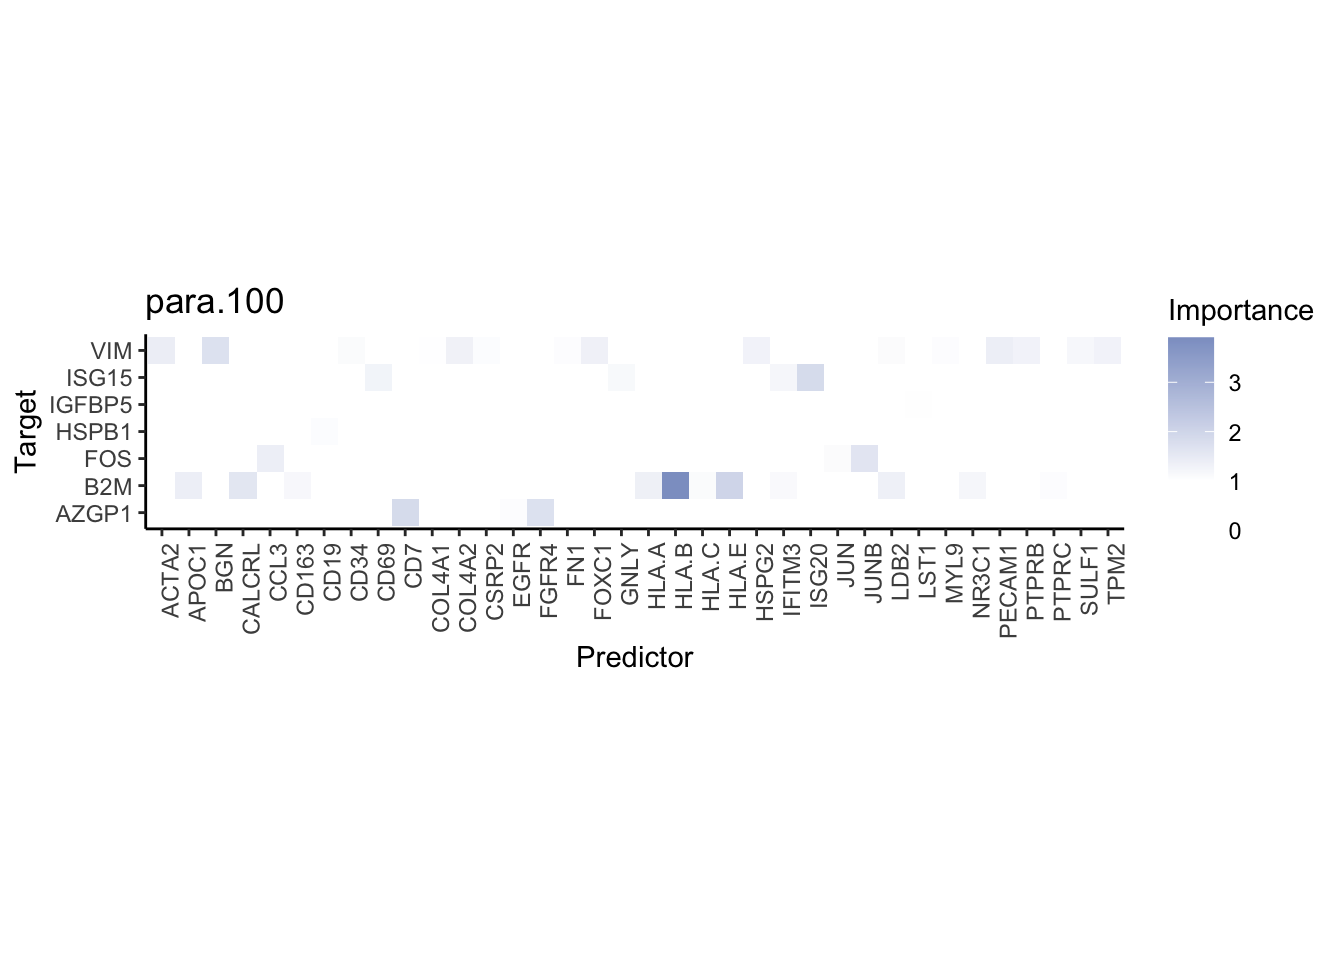 para.100
Importance
3
2
1
0
Target
VIM
ISG15
IGFBP5
HSPB1
FOS
B2M
AZGP1
ACTA2
APOC1
BGN
CALCRL
CCL3
CD163
CD19
CD34
CD69
CD7
COL4A1
COL4A2
CSRP2
EGFR
FGFR4
FN1
FOXC1
GNLY
HLA.A
HLA.B
HLA.C
HLA.E
HSPG2
IFITM3
ISG20
JUN
JUNB
LDB2
LST1
MYL9
NR3C1
PECAM1
PTPRB
PTPRC
SULF1
TPM2
Predictor